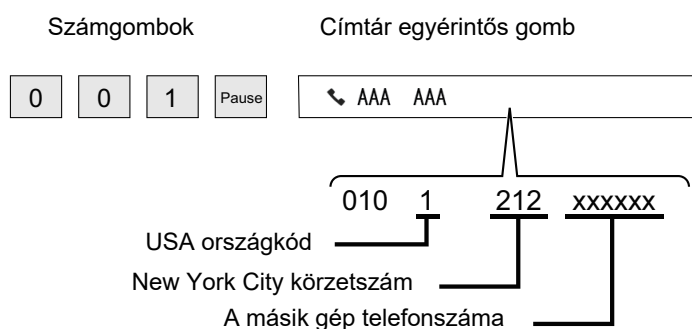 Számgombok Címtár egyérintős gomb
0 0 1 Pause AAA AAA
010 1 212 xxxxxx
USA országkód
New York City körzetszám
A másik gép telefonszáma